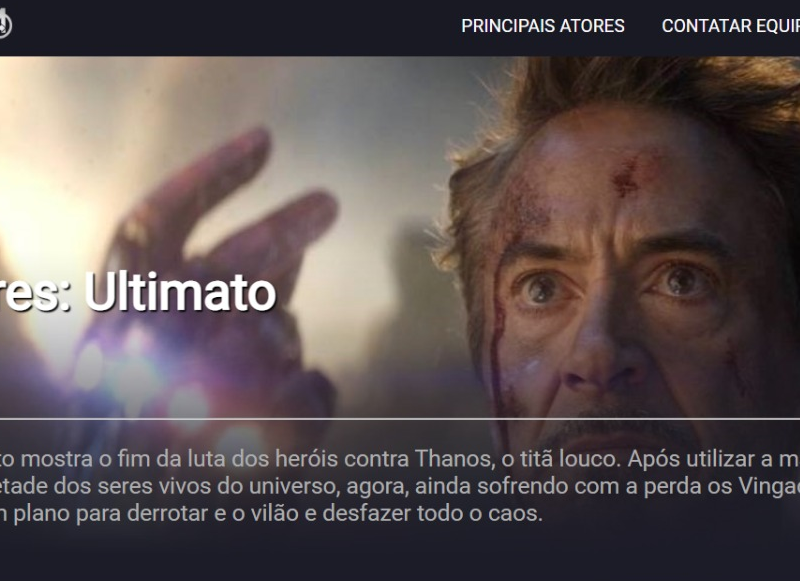 PRINCIPAIS ATORES CONTATAR EQUIP
res: Ultimato
to mostra o fim da luta dos heróis contra Thanos, o titã louco. Após utilizar a m
etade dos seres vivos do universo, agora, ainda sofrendo com a perda os Vingad
n plano para derrotar e o vilão e desfazer todo o caos.